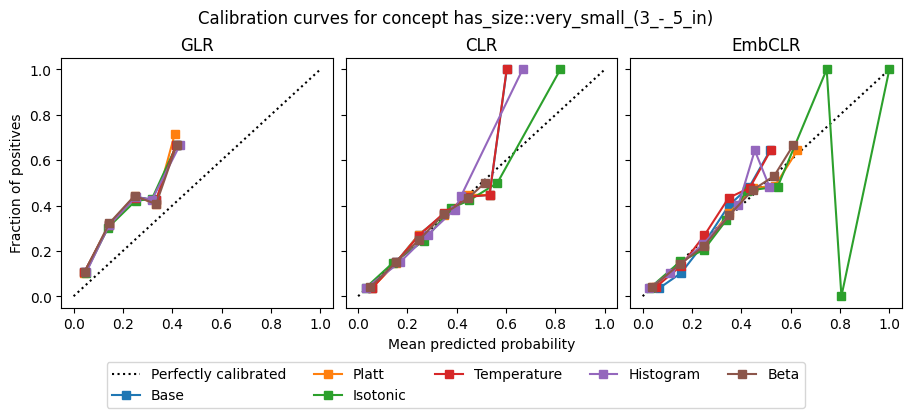 Calibration curves for concept has_size::very_small_(3_-_5_in)
GLR
CLR
EmbCLR
Fraction of positives
1.0
0.8
0.6
0.4
0.2
0.0
0.0 0.2 0.4 0.6 0.8 1.0
0.0 0.2 0.4 0.6 0.8 1.0
0.0 0.2 0.4 0.6 0.8 1.0
Mean predicted probability
Perfectly calibrated
Base
Platt
Isotonic
Temperature
Histogram
Beta